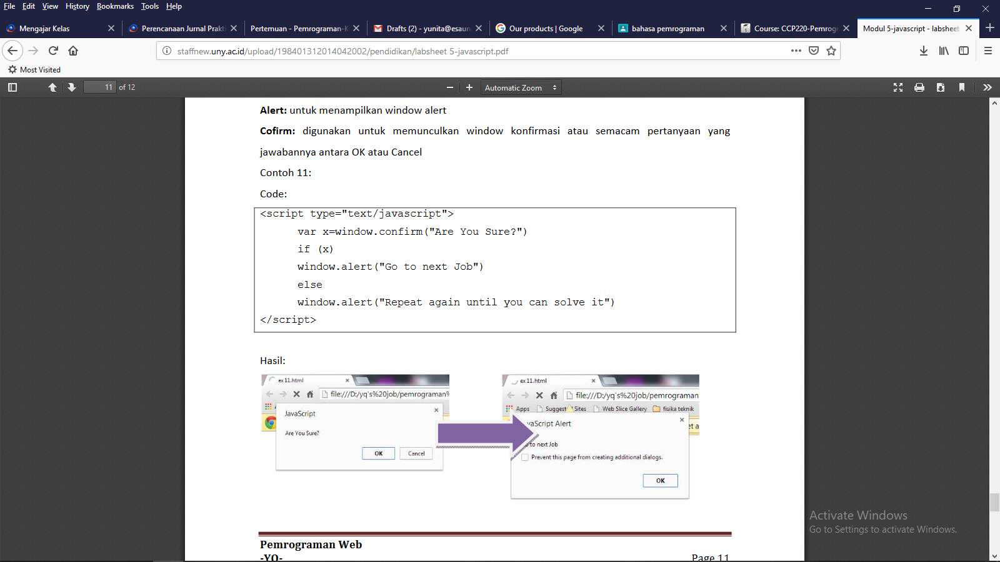 File Edit View History Bookmarks Tools Help
Mengajar Kelas
Perencanaan Jurnal Prakti
Pertemuan - Pemrograman-K
Drafts (2) - yunita@esaun
Our products | Google
bahasa pemrograman
Course: CCP220-Pemrogr
Modul 5-javascript - labsheet
staffnew.uny.ac.id/upload/198401312014042002/pendidikan/labsheet 5-javascript.pdf
Most Visited
11 of 12
Automatic Zoom
Alert: untuk menampilkan window alert
Cofirm: digunakan untuk memunculkan window konfirmasi atau semacam pertanyaan yang
jawabannya antara OK atau Cancel
Contoh 11:
Code:
<script type="text/javascript">
var x=window.confirm("Are You Sure?")
if (x)
window.alert("Go to next Job")
else
window.alert("Repeat again until you can solve it")
</script>
Hasil:
ex11.html
file:///D:/yq's%20job/pemrograman%
JavaScript
Are You Sure?
OK Cancel
ex11.html
file:///D:/yq's%20job/pemrograman
Apps Suggest Sites Web Slice Gallery fisika teknik
vaScript Alert
et a
to next Job
Prevent this page from creating additional dialogs.
OK
Activate Windows
Go to Settings to activate Windows.
Pemrograman Web
-YQ-
Page 11